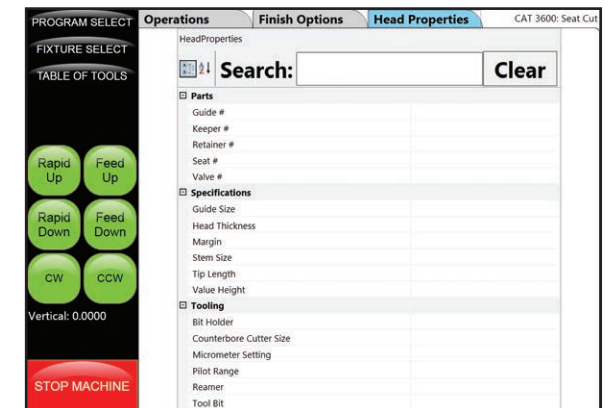 PROGRAM SELECT
FIXTURE SELECT
TABLE OF TOOLS
Rapid Up
Feed Up
Rapid Down
Feed Down
CW
CCW
Vertical: 0.0000
STOP MACHINE
Operations
Finish Options
Head Properties
CAT 3600: Seat Cut
HeadProperties
Search:
Clear
Parts
Guide #
Keeper #
Retainer #
Seat #
Valve #
Specifications
Guide Size
Head Thickness
Margin
Stem Size
Tip Length
Value Height
Tooling
Bit Holder
Counterbore Cutter Size
Micrometer Setting
Pilot Range
Reamer
Tool Bit